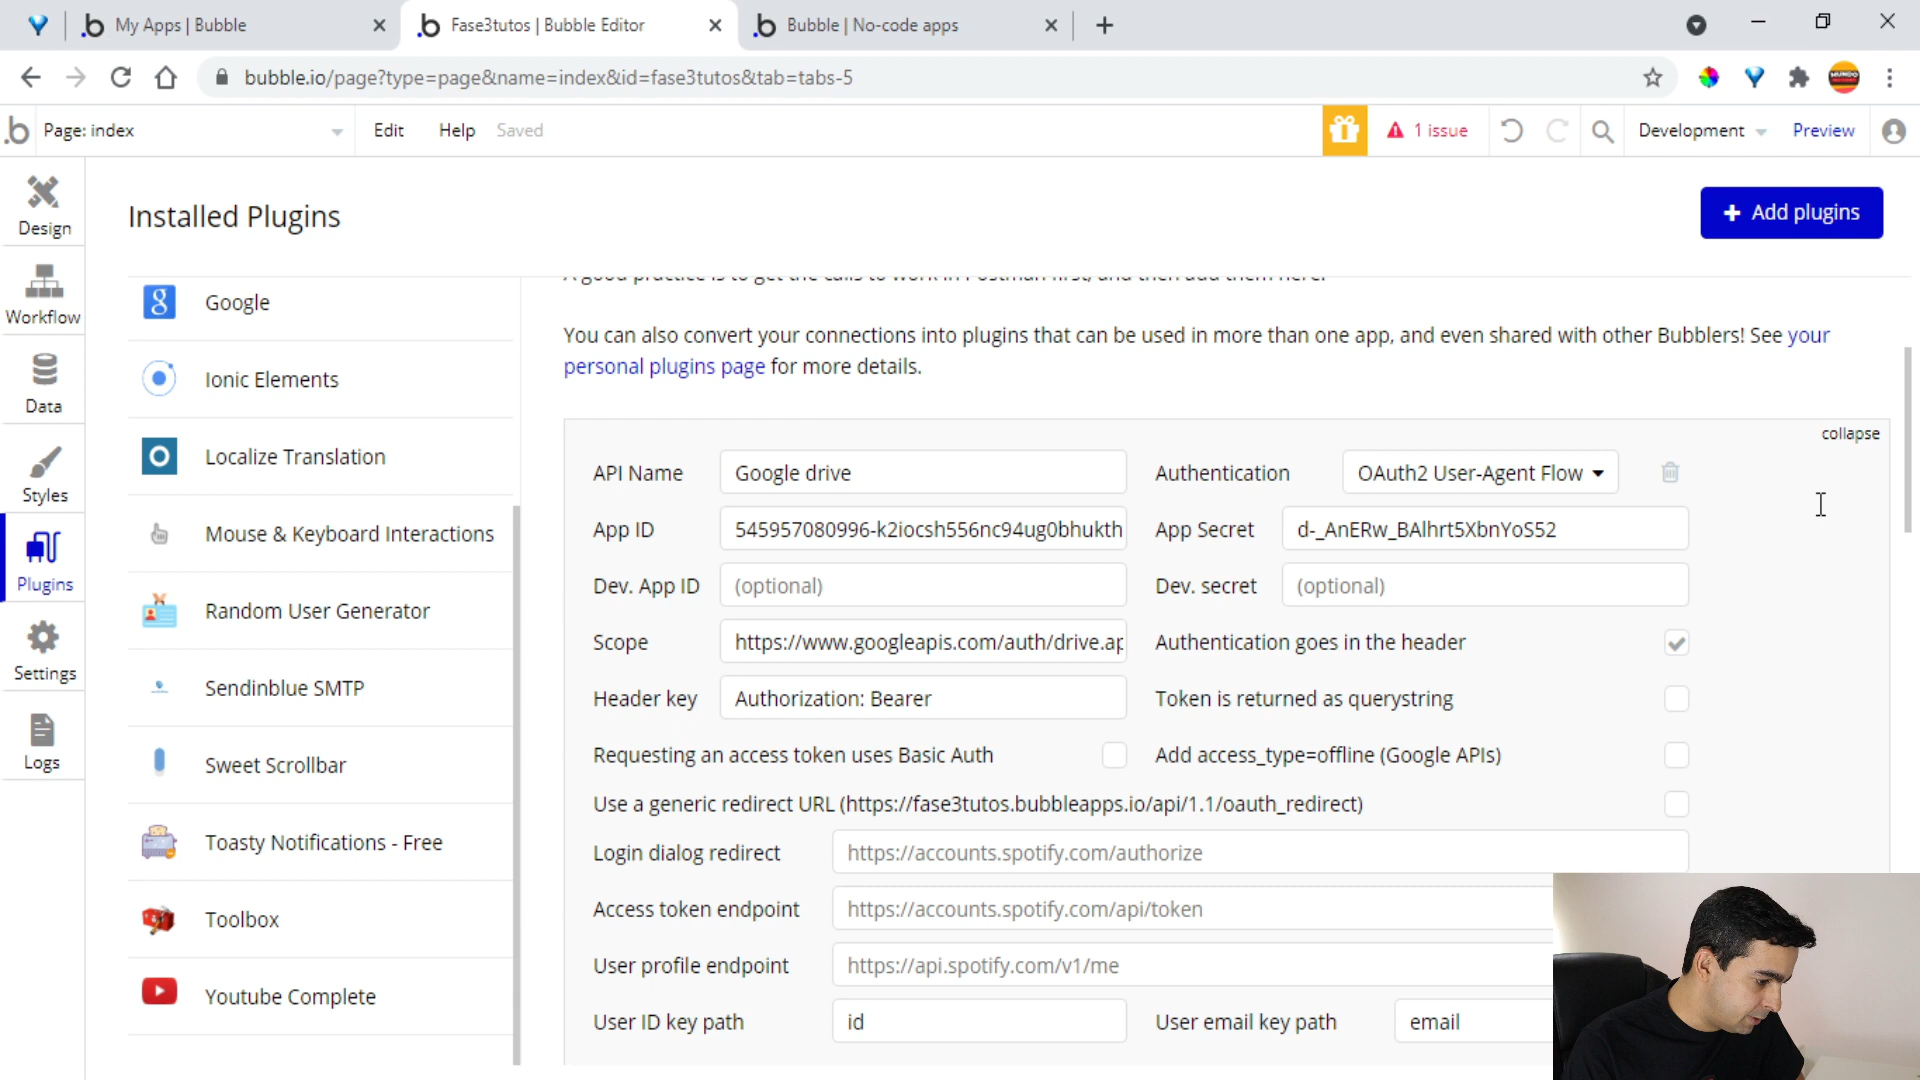 My Apps | Bubble
Fase3tutos | Bubble Editor
Bubble | No-code apps
bubble.io/page?type=page&name=index&id=fase3tutos&tab=tabs-5
Page: index
Edit
Help
Saved
1 issue
Development
Preview
Design
Workflow
Data
Styles
Plugins
Settings
Logs
Installed Plugins
Add plugins
Google
Ionic Elements
Localize Translation
Mouse & Keyboard Interactions
Random User Generator
Sendinblue SMTP
Sweet Scrollbar
Toasty Notifications - Free
Toolbox
Youtube Complete
A good practice is to get the calls to work in Postman first, and then add them here.
You can also convert your connections into plugins that can be used in more than one app, and even shared with other Bubblers! See your
personal plugins page for more details.
collapse
API Name Google drive Authentication OAuth2 User-Agent Flow
App ID 545957080996-k2iocsh556nc94ug0bhukth App Secret d-_AnERw_BAlhrt5XbnYoS52
Dev. App ID (optional) Dev. secret (optional)
Scope https://www.googleapis.com/auth/drive.ap Authentication goes in the header
Header key Authorization: Bearer Token is returned as querystring
Requesting an access token uses Basic Auth Add access_type=offline (Google APIs)
Use a generic redirect URL (https://fase3tutos.bubbleapps.io/api/1.1/oauth_redirect)
Login dialog redirect https://accounts.spotify.com/authorize
Access token endpoint https://accounts.spotify.com/api/token
User profile endpoint https://api.spotify.com/v1/me
User ID key path id User email key path email